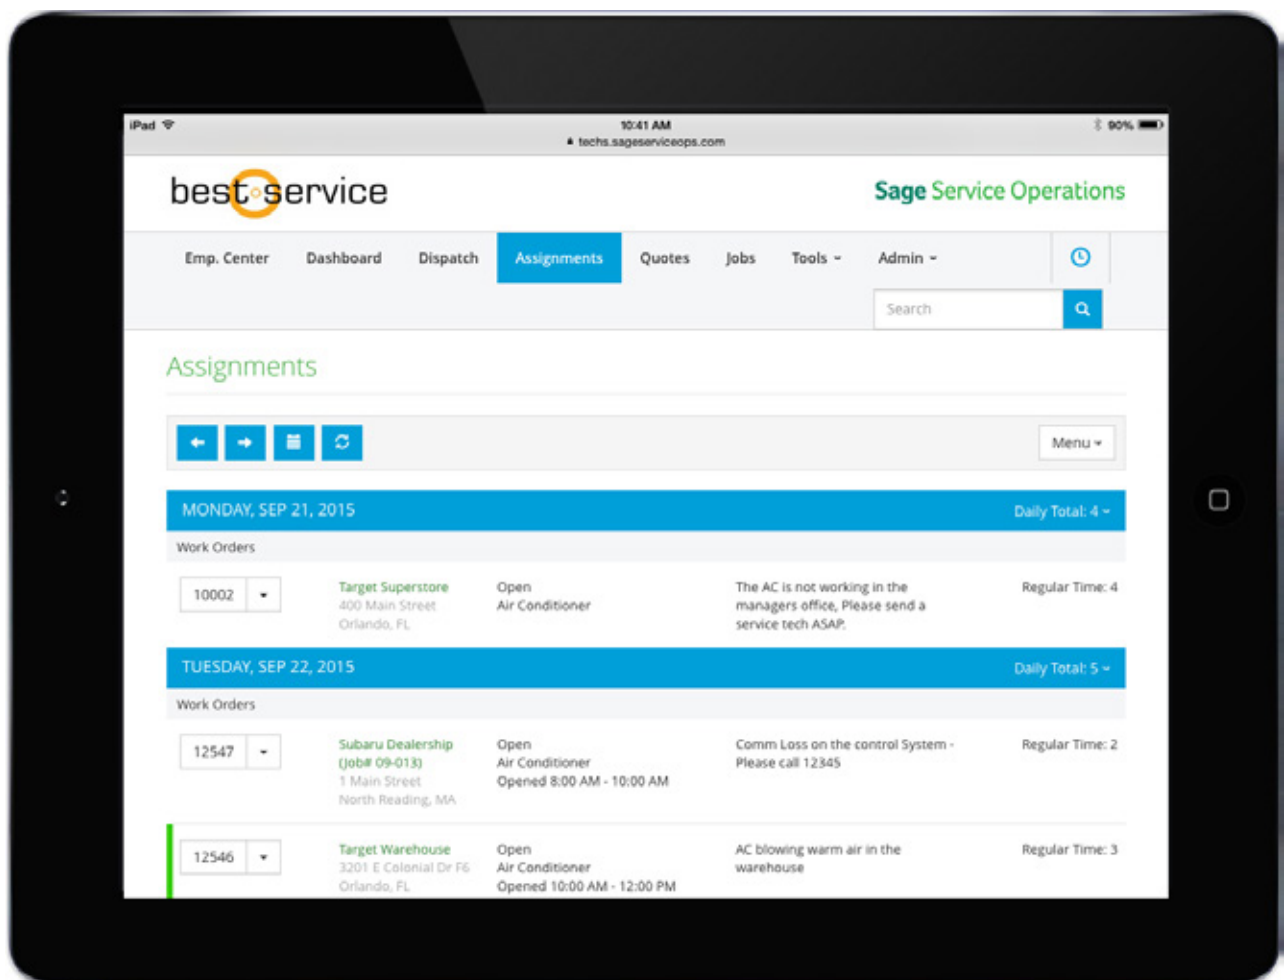 iPad 10:41 AM 90%
techs.sageserviceops.com
best service Sage Service Operations
Emp. Center Dashboard Dispatch Assignments Quotes Jobs Tools Admin
Search
Assignments
Menu
MONDAY, SEP 21, 2015 Daily Total: 4
Work Orders
10002 Target Superstore Open The AC is not working in the Regular Time: 4
400 Main Street Air Conditioner managers office, Please send a
Orlando, FL service tech ASAP.
TUESDAY, SEP 22, 2015 Daily Total: 5
Work Orders
12547 Subaru Dealership Open Comm Loss on the control System - Regular Time: 2
(Job# 09-013) Air Conditioner Please call 12345
1 Main Street Opened 8:00 AM - 10:00 AM
North Reading, MA
12546 Target Warehouse Open AC blowing warm air in the Regular Time: 3
3201 E Colonial Dr F6 Air Conditioner warehouse
Orlando, FL Opened 10:00 AM - 12:00 PM